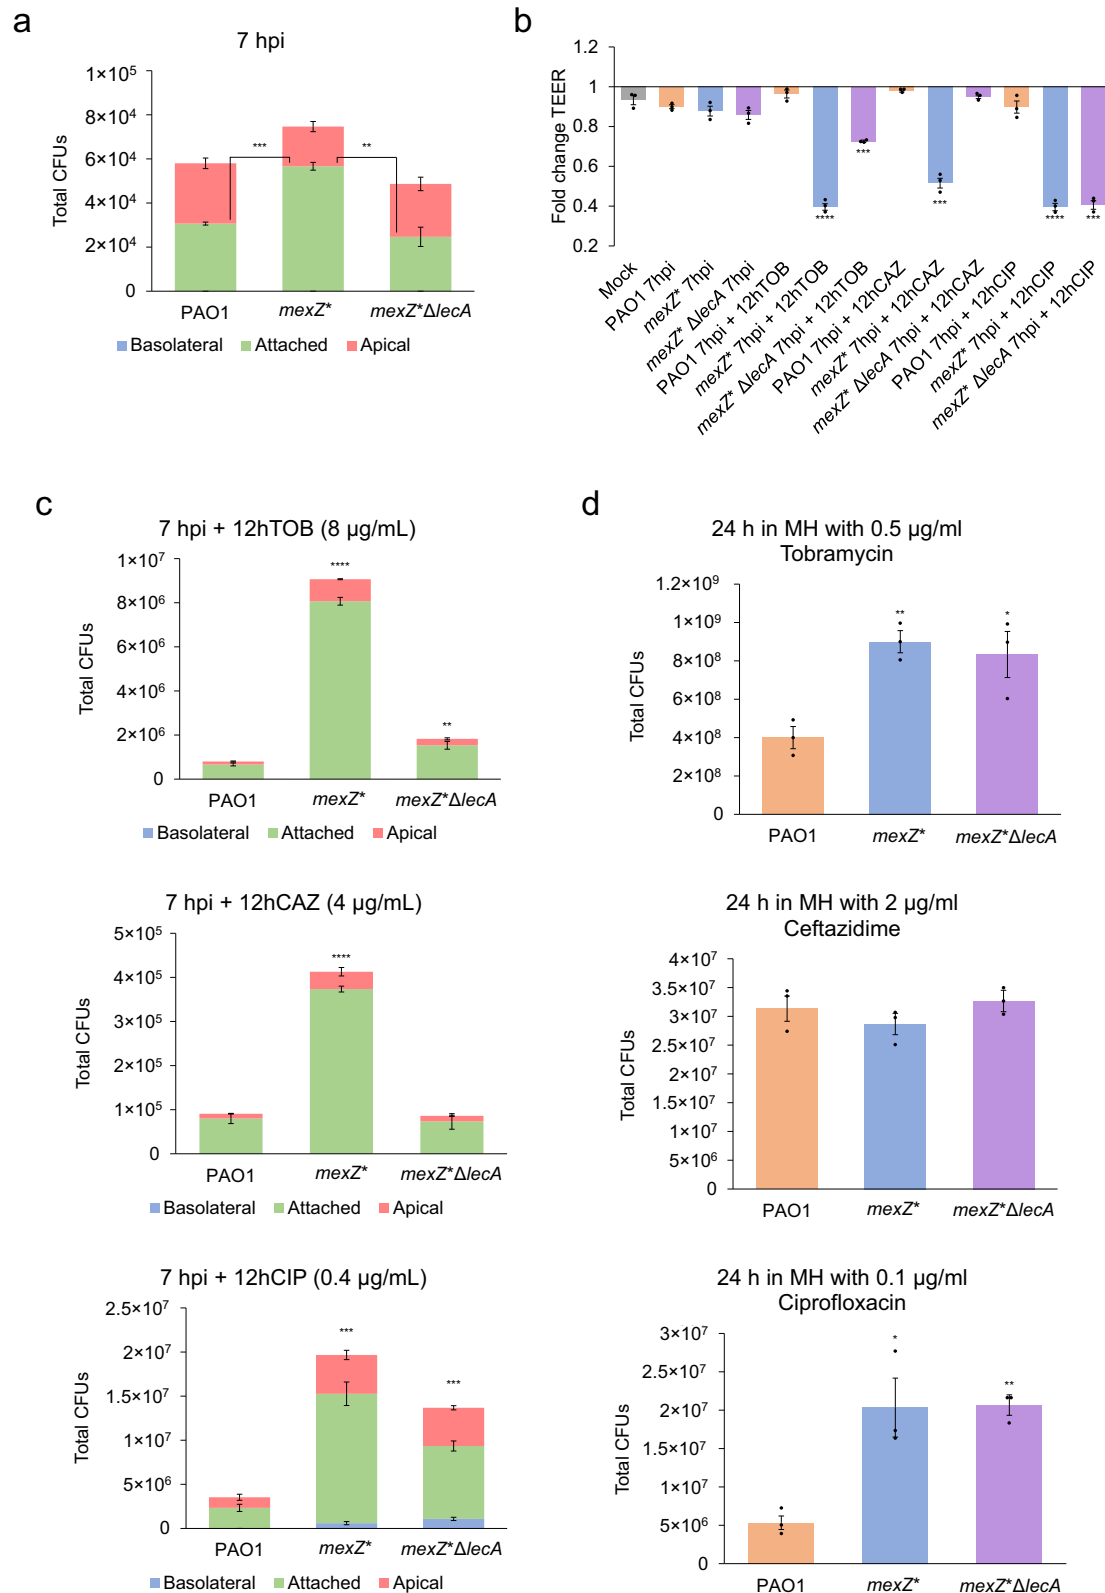 a
7 hpi
Total CFUs
1×10⁵
8×10⁴
6×10⁴
4×10⁴
2×10⁴
0
***
**
PAO1
mexZ*
mexZ*ΔlecA
Basolateral
Attached
Apical
b
Fold change TEER
1.2
1
0.8
0.6
0.4
0.2
****
***
***
****
***
Mock
PAO1 7hpi
mexZ* 7hpi
mexZ* ΔlecA 7hpi
PAO1 7hpi + 12hTOB
mexZ* 7hpi + 12hTOB
mexZ* ΔlecA 7hpi + 12hTOB
PAO1 7hpi + 12hCAZ
mexZ* 7hpi + 12hCAZ
mexZ* ΔlecA 7hpi + 12hCAZ
PAO1 7hpi + 12hCIP
mexZ* 7hpi + 12hCIP
mexZ* ΔlecA 7hpi + 12hCIP
c
7 hpi + 12hTOB (8 µg/mL)
Total CFUs
1×10⁷
8×10⁶
6×10⁶
4×10⁶
2×10⁶
0
****
**
PAO1
mexZ*
mexZ*ΔlecA
Basolateral
Attached
Apical
7 hpi + 12hCAZ (4 µg/mL)
Total CFUs
5×10⁵
4×10⁵
3×10⁵
2×10⁵
1×10⁵
0
****
PAO1
mexZ*
mexZ*ΔlecA
Basolateral
Attached
Apical
7 hpi + 12hCIP (0.4 µg/mL)
Total CFUs
2.5×10⁷
2×10⁷
1.5×10⁷
1×10⁷
5×10⁶
0
***
***
PAO1
mexZ*
mexZ*ΔlecA
Basolateral
Attached
Apical
d
24 h in MH with 0.5 µg/ml
Tobramycin
Total CFUs
1.2×10⁹
1×10⁹
8×10⁸
6×10⁸
4×10⁸
2×10⁸
0
**
*
PAO1
mexZ*
mexZ*ΔlecA
24 h in MH with 2 µg/ml
Ceftazidime
Total CFUs
4×10⁷
3.5×10⁷
3×10⁷
2.5×10⁷
2×10⁷
1×10⁷
1×10⁷
5×10⁶
0
PAO1
mexZ*
mexZ*ΔlecA
24 h in MH with 0.1 µg/ml
Ciprofloxacin
Total CFUs
3×10⁷
2.5×10⁷
2×10⁷
1.5×10⁷
1×10⁷
5×10⁶
0
*
**
PAO1
mexZ*
mexZ*ΔlecA